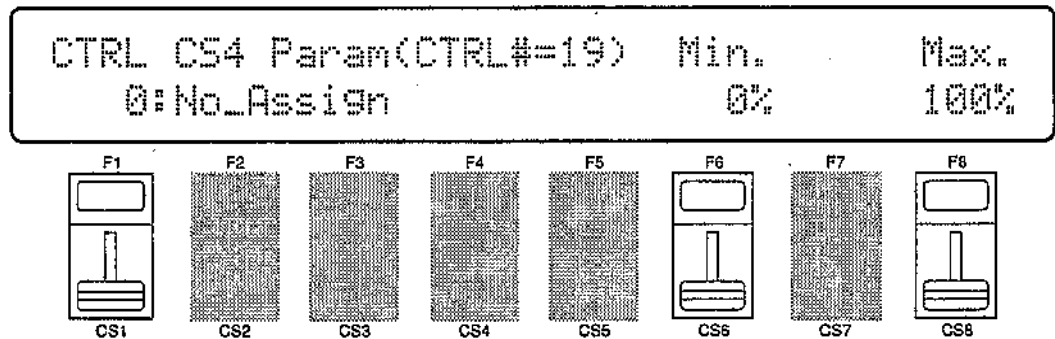 CTRL CS4 Param(CTRL#=19) Min. Max.
0:No_Assign 0% 100%
F1 F2 F3 F4 F5 F6 F7 F8
CS1 CS2 CS3 CS4 CS5 CS6 CS7 CS8